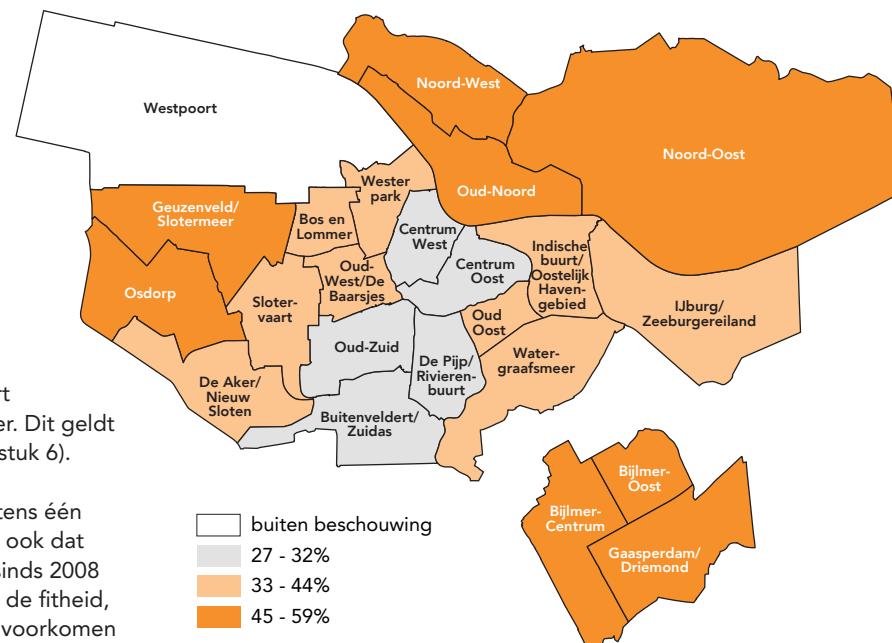 Westpoort
Noord-West
Noord-Oost
Oud-Noord
Wester
park
Geuzenveld/
Slotermeer
Bos en
Lommer
Centrum
West
Centrum
Oost
Indische
buurt/
Oostelijk
Haven-
gebied
Osdorp
Sloter-
vaart
Oud-
West/De
Baarsjes
Oud
Oost
IJburg/
Zeeburgereiland
Oud-Zuid
De Pijp/
Rivieren-
buurt
Water-
graafsmeer
De Aker/
Nieuw
Sloten
Buitenveldert/
Zuidas
Bijlmer-
Oost
Bijlmer-
Centrum
Gaasperdam/
Driemond
rt
er. Dit geldt
stuk 6).
tens één
ook dat
sinds 2008
de fitheid,
voorkomen
buiten beschouwing
27 - 32%
33 - 44%
45 - 59%